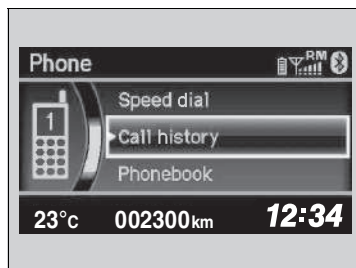 Phone RM
1
Speed dial
Call history
Phonebook
23°c 002300km 12:34